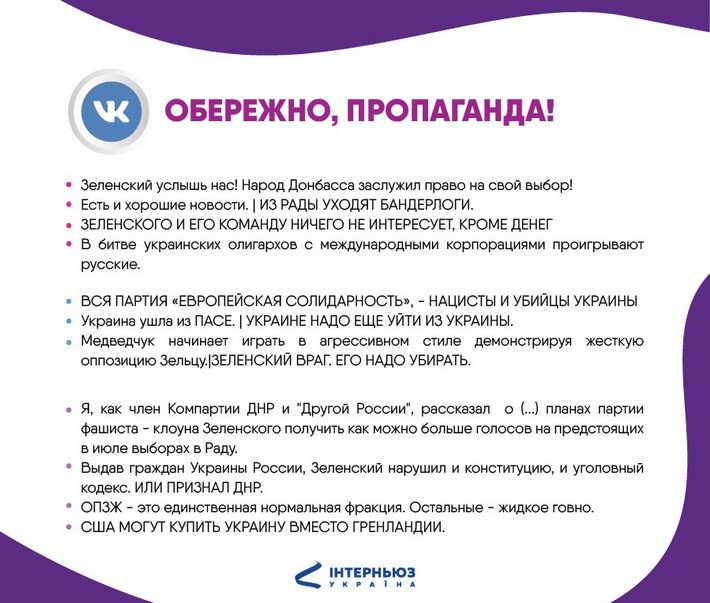 ОБЕРЕЖНО, ПРОПАГАНДА!
Зеленский услышь нас! Народ Донбасса заслужил право на свой выбор!
Есть и хорошие новости. | ИЗ РАДЫ УХОДЯТ БАНДЕРЛОГИ.
ЗЕЛЕНСКОГО И ЕГО КОМАНДУ НИЧЕГО НЕ ИНТЕРЕСУЕТ, КРОМЕ ДЕНЕГ
В битве украинских олигархов с международными корпорациями проигрывают
русские.
ВСЯ ПАРТИЯ «ЕВРОПЕЙСКАЯ СОЛИДАРНОСТЬ», - НАЦИСТЫ И УБИЙЦЫ УКРАИНЫ
Украина ушла из ПАСЕ. | УКРАИНЕ НАДО ЕЩЕ УЙТИ ИЗ УКРАИНЫ.
Медведчук начинает играть в агрессивном стиле демонстрируя жесткую
оппозицию Зельцу.|ЗЕЛЕНСКИЙ ВРАГ. ЕГО НАДО УБИРАТЬ.
Я, как член Компартии ДНР и "Другой России", рассказал о (...) планах партии
фашиста - клоуна Зеленского получить как можно больше голосов на предстоящих
в июле выборах в Раду.
Выдав граждан Украины России, Зеленский нарушил и конституцию, и уголовный
кодекс. ИЛИ ПРИЗНАЛ ДНР.
ОПЗЖ - это единственная нормальная фракция. Остальные - жидкое говно.
США МОГУТ КУПИТЬ УКРАИНУ ВМЕСТО ГРЕНЛАНДИИ.
ІНТЕРНЬЮЗ
УКРАЇНА